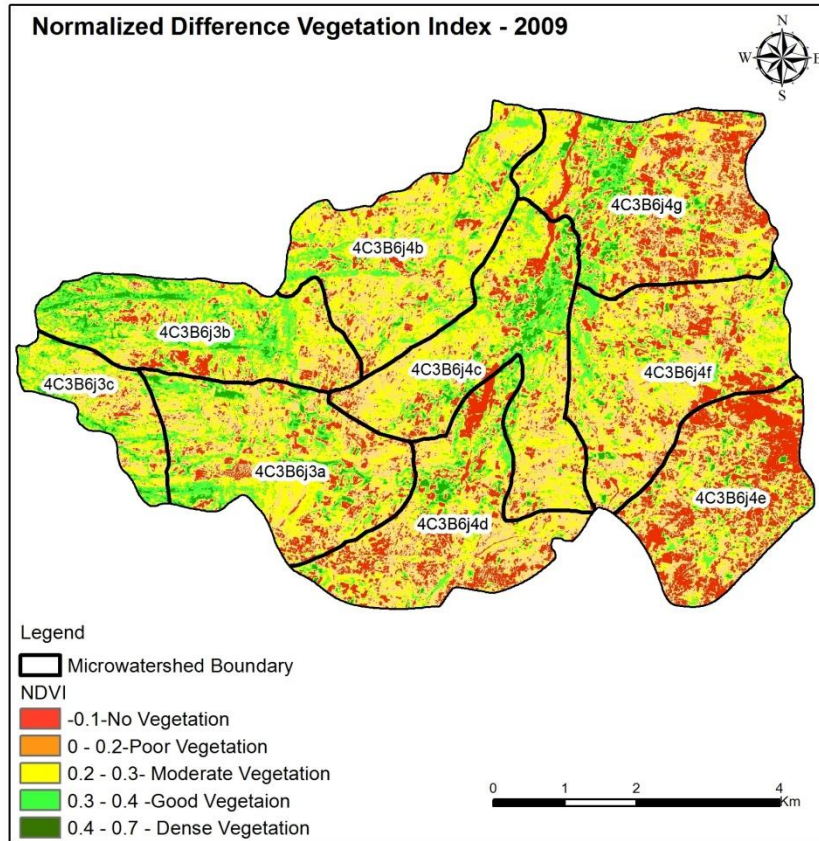 Normalized Difference Vegetation Index - 2009
N
W E
S
4C3B6j4g
4C3B6j4b
4C3B6j3b
4C3B6j4c
4C3B6j4f
4C3B6j3c
4C3B6j3a
4C3B6j4e
4C3B6j4d
Legend
Microwatershed Boundary
NDVI
-0.1-No Vegetation
0 - 0.2-Poor Vegetation
0.2 - 0.3- Moderate Vegetation
0.3 - 0.4 -Good Vegetaion
0.4 - 0.7 - Dense Vegetation
0 1 2 4
Km